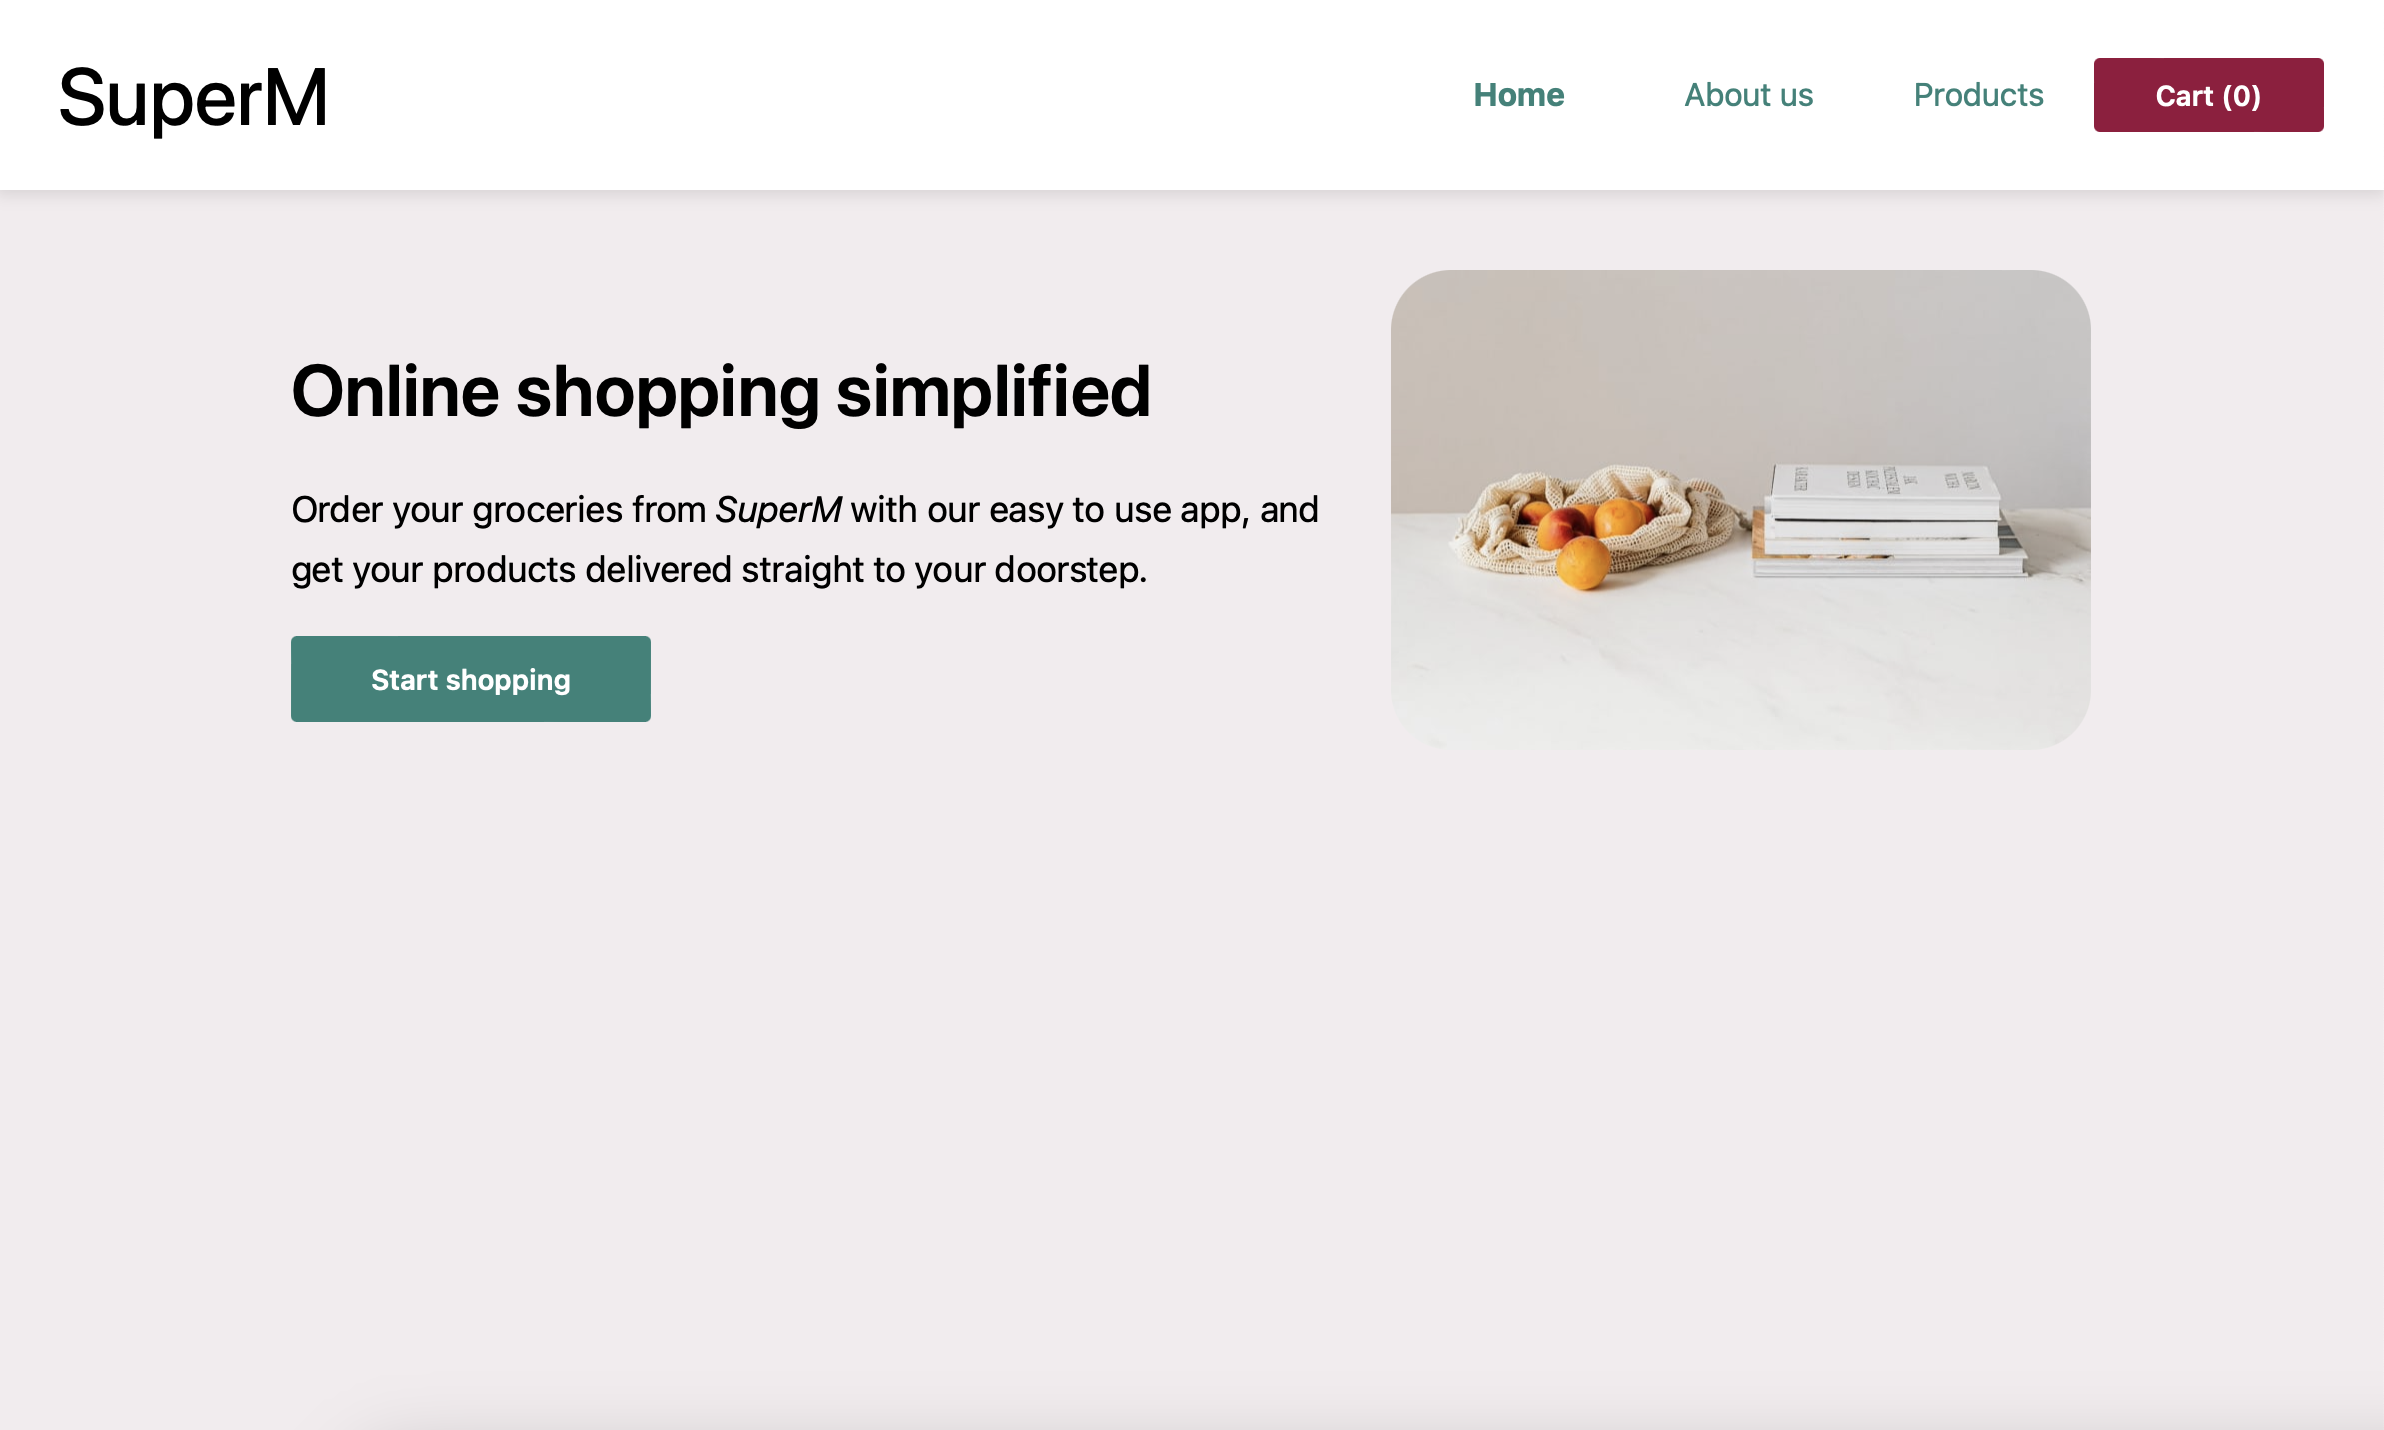 SuperM
Home
About us
Products
Cart (0)
Online shopping simplified
Order your groceries from SuperM with our easy to use app, and
get your products delivered straight to your doorstep.
Start shopping